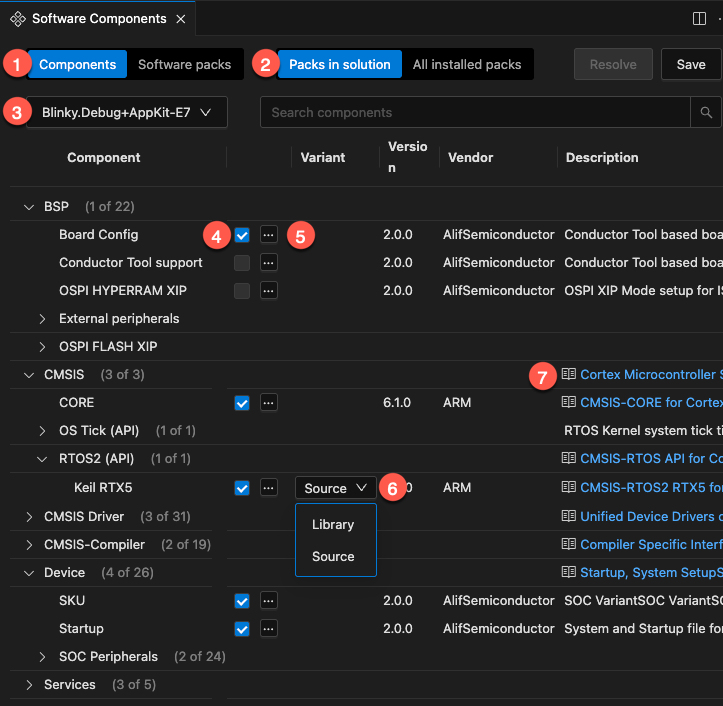 Software Components
1 Components Software packs 2 Packs in solution All installed packs Resolve Save
3 Blinky.Debug+AppKit-E7 Search components
Component Variant Versio
n Vendor Description
BSP (1 of 22)
Board Config 4 ... 5 2.0.0 AlifSemiconductor Conductor Tool based boa
Conductor Tool support ... 2.0.0 AlifSemiconductor Conductor Tool based boa
OSPI HYPERRAM XIP ... 2.0.0 AlifSemiconductor OSPI XIP Mode setup for IS
External peripherals
OSPI FLASH XIP
CMSIS (3 of 3) 7 Cortex Microcontroller S
CORE ... 6.1.0 ARM CMSIS-CORE for Cortex
OS Tick (API) (1 of 1) RTOS Kernel system tick ti
RTOS2 (API) (1 of 1) CMSIS-RTOS API for Co
Keil RTX5 ... Source 6 0 ARM CMSIS-RTOS2 RTX5 for
Library
Source
CMSIS Driver (3 of 31) Unified Device Drivers c
CMSIS-Compiler (2 of 19) Compiler Specific Interf
Device (4 of 26) Startup, System SetupS
SKU ... 2.0.0 AlifSemiconductor SOC VariantSOC VariantSO
Startup ... 2.0.0 AlifSemiconductor System and Startup file for
SOC Peripherals (2 of 24)
Services (3 of 5)